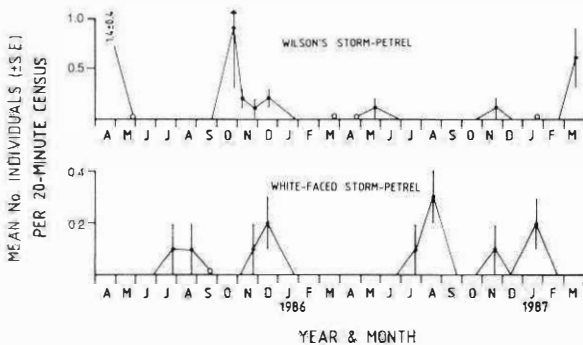 MEAN No. INDIVIDUALS (±S.E.)
PER 20-MINUTE CENSUS
1.0
0.5
1.4±0.4
WILSON'S STORM-PETREL
A M J J A S O N D J F M A M J J A S O N D J F M
0.4
0.2
WHITE-FACED STORM-PETREL
A M J J A S O N D J F M A M J J A S O N D J F M
1986 1987
YEAR & MONTH